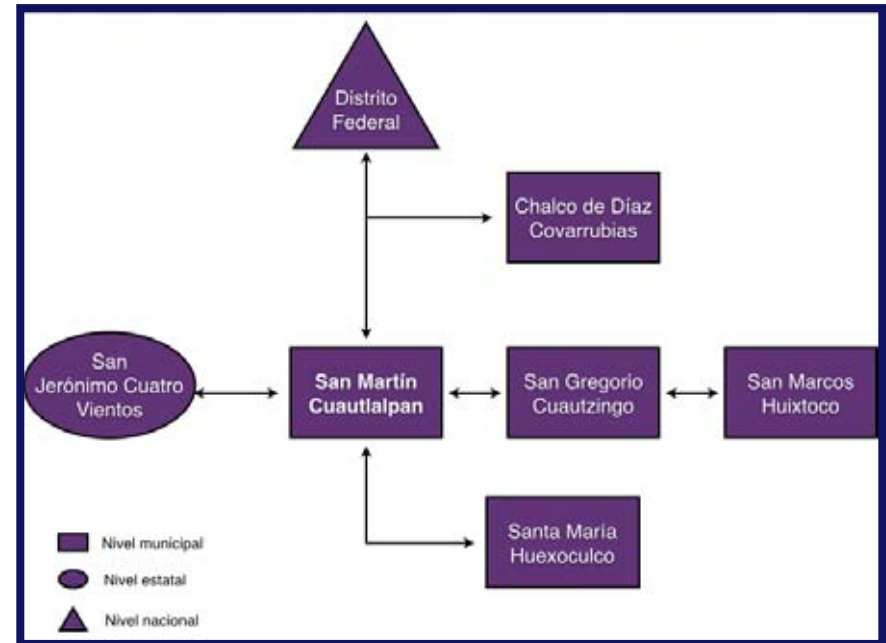 Distrito
Federal
Chalco de Díaz
Covarrubias
San
Jerónimo Cuatro
Vientos
San Martín
Cuautlalpan
San Gregorio
Cuautzingo
San Marcos
Huixtoco
Santa María
Huexoculco
Nivel municipal
Nivel estatal
Nivel nacional